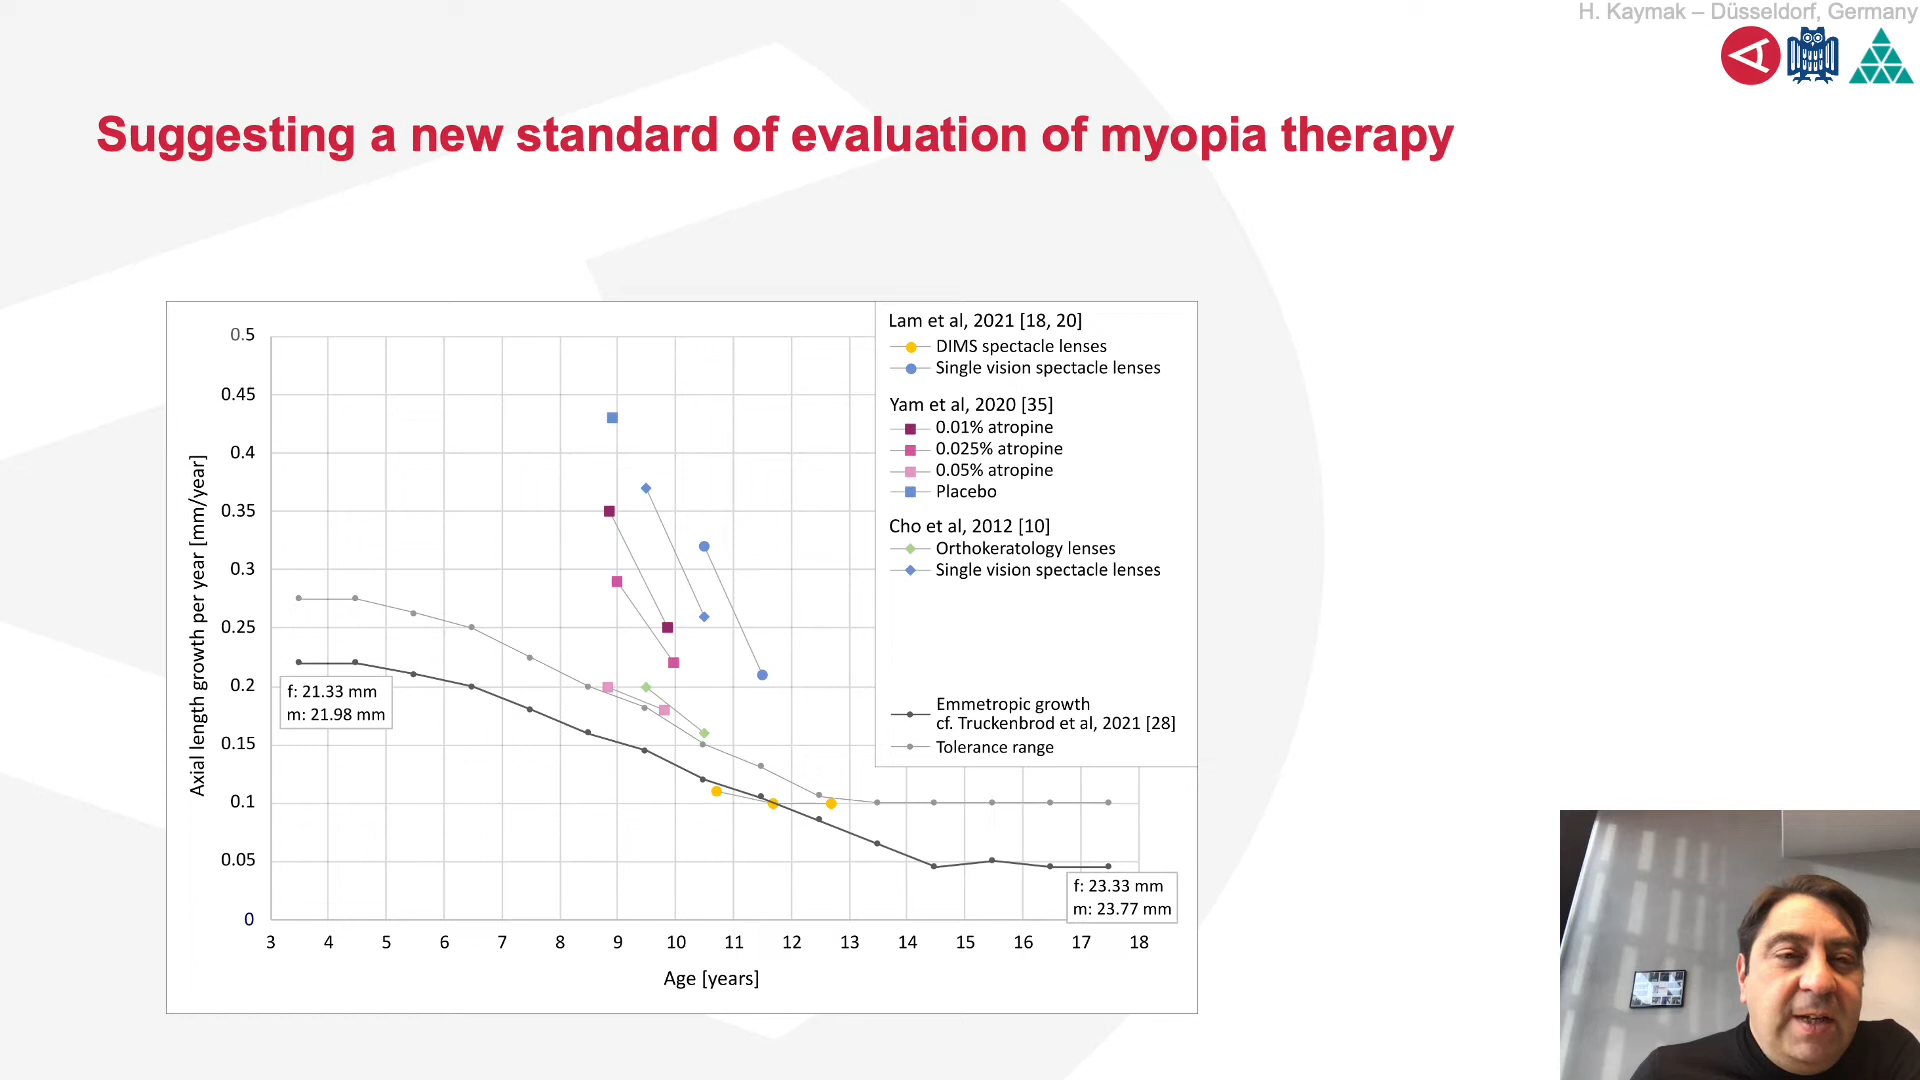 H. Kaymak – Düsseldorf, Germany
Suggesting a new standard of evaluation of myopia therapy
Axial length growth per year [mm/year]
0.5
0.45
0.4
0.35
0.3
0.25
0.2
0.15
0.1
0.05
0
f: 21.33 mm
m: 21.98 mm
Lam et al, 2021 [18, 20]
DIMS spectacle lenses
Single vision spectacle lenses
Yam et al, 2020 [35]
0.01% atropine
0.025% atropine
0.05% atropine
Placebo
Cho et al, 2012 [10]
Orthokeratology lenses
Single vision spectacle lenses
Emmetropic growth
cf. Truckenbrod et al, 2021 [28]
Tolerance range
f: 23.33 mm
m: 23.77 mm
3 4 5 6 7 8 9 10 11 12 13 14 15 16 17 18
Age [years]